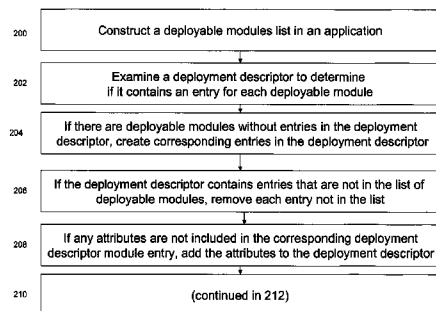 200
Construct a deployable modules list in an application
202
Examine a deployment descriptor to determine
if it contains an entry for each deployable module
204
If there are deployable modules without entries in the deployment
descriptor, create corresponding entries in the deployment descriptor
206
If the deployment descriptor contains entries that are not in the list of
deployable modules, remove each entry not in the list
208
If any attributes are not included in the corresponding deployment
descriptor module entry, add the attributes to the deployment descriptor
210
(continued in 212)